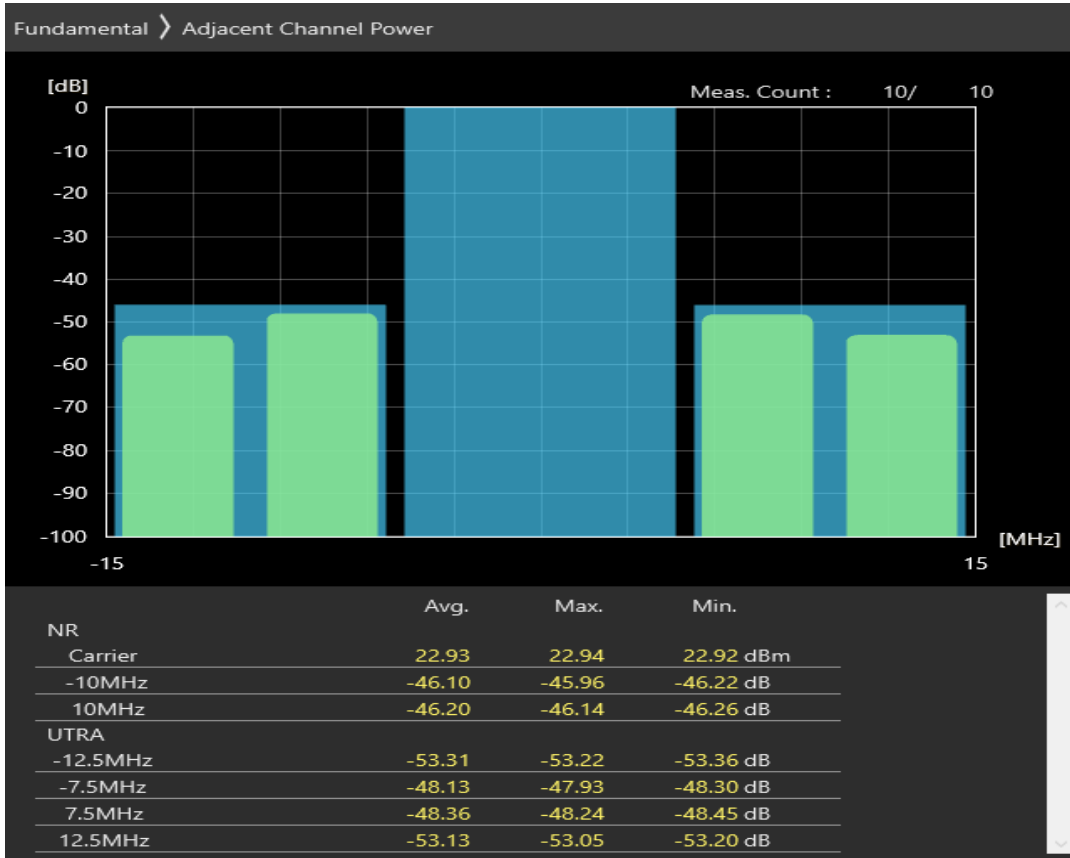 Fundamental 〉 Adjacent Channel Power
[dB]
Meas. Count : 10/ 10
0
-10
-20
-30
-40
-50
-60
-70
-80
-90
-100
[MHz]
-15 15
Avg. Max. Min.
NR
Carrier 22.93 22.94 22.92 dBm
-10MHz -46.10 -45.96 -46.22 dB
10MHz -46.20 -46.14 -46.26 dB
UTRA
-12.5MHz -53.31 -53.22 -53.36 dB
-7.5MHz -48.13 -47.93 -48.30 dB
7.5MHz -48.36 -48.24 -48.45 dB
12.5MHz -53.13 -53.05 -53.20 dB